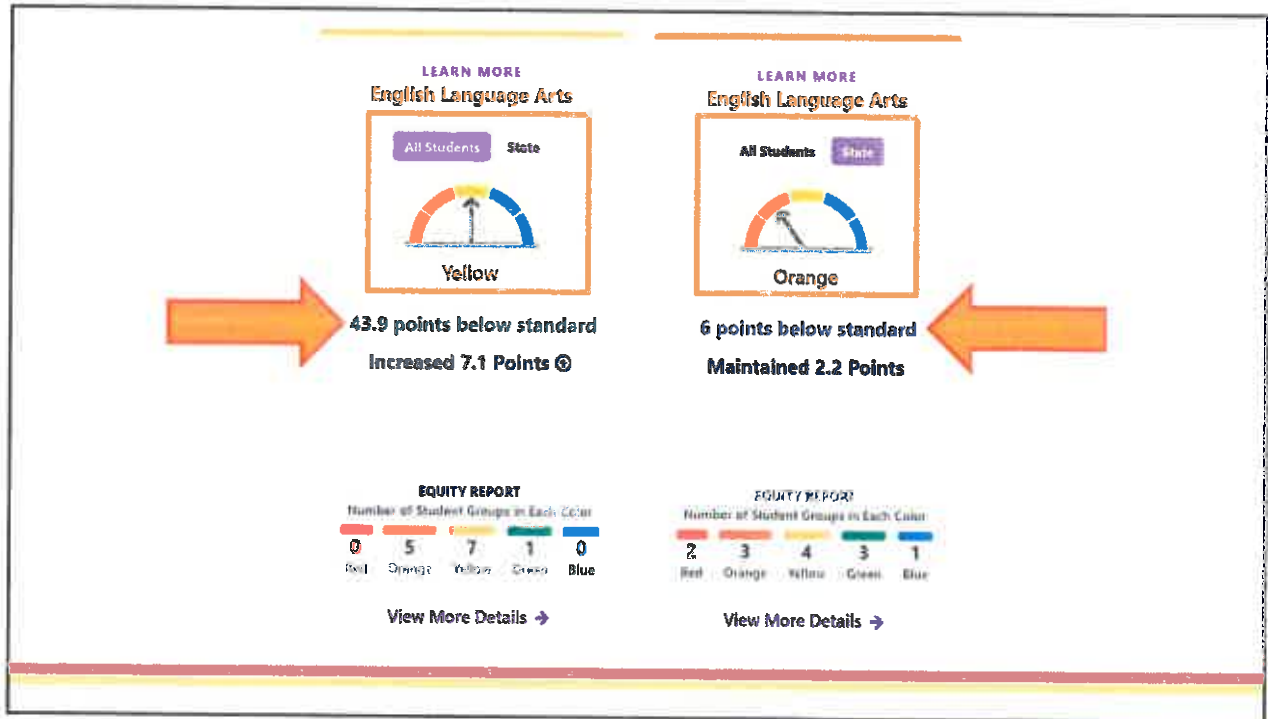 LEARN MORE
English Language Arts
All Students State
Yellow
43.9 points below standard
Increased 7.1 Points
EQUITY REPORT
Number of Student Groups in Each Color
0 5 7 1 0
Red Orange Yellow Green Blue
View More Details →
LEARN MORE
English Language Arts
All Students State
Orange
6 points below standard
Maintained 2.2 Points
EQUITY REPORT
Number of Student Groups in Each Color
2 3 4 3 1
Red Orange Yellow Green Blue
View More Details →